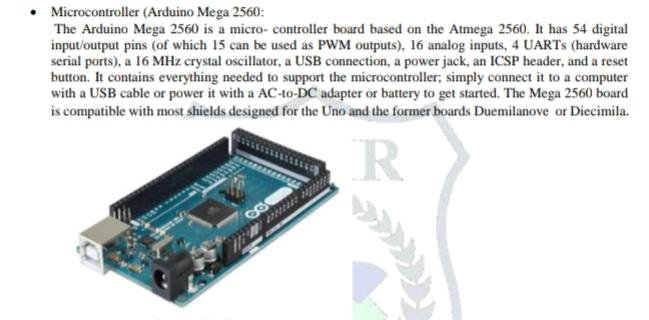 • Microcontroller (Arduino Mega 2560:
The Arduino Mega 2560 is a micro- controller board based on the Atmega 2560. It has 54 digital
input/output pins (of which 15 can be used as PWM outputs), 16 analog inputs, 4 UARTs (hardware
serial ports), a 16 MHz crystal oscillator, a USB connection, a power jack, an ICSP header, and a reset
button. It contains everything needed to support the microcontroller; simply connect it to a computer
with a USB cable or power it with a AC-to-DC adapter or battery to get started. The Mega 2560 board
is compatible with most shields designed for the Uno and the former boards Duemilanove or Diecimila.
R